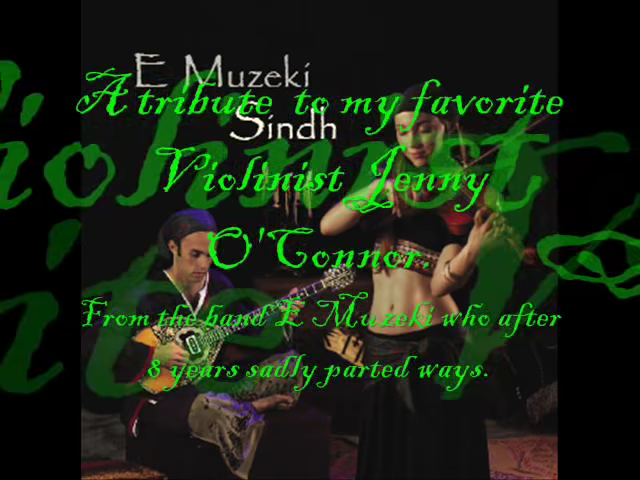 E Muzeki
Sindh
A tribute to my favorite
Violinist Jenny
O'Connor.
From the band E Muzeki who after
8 years sadly parted ways.
Violinist